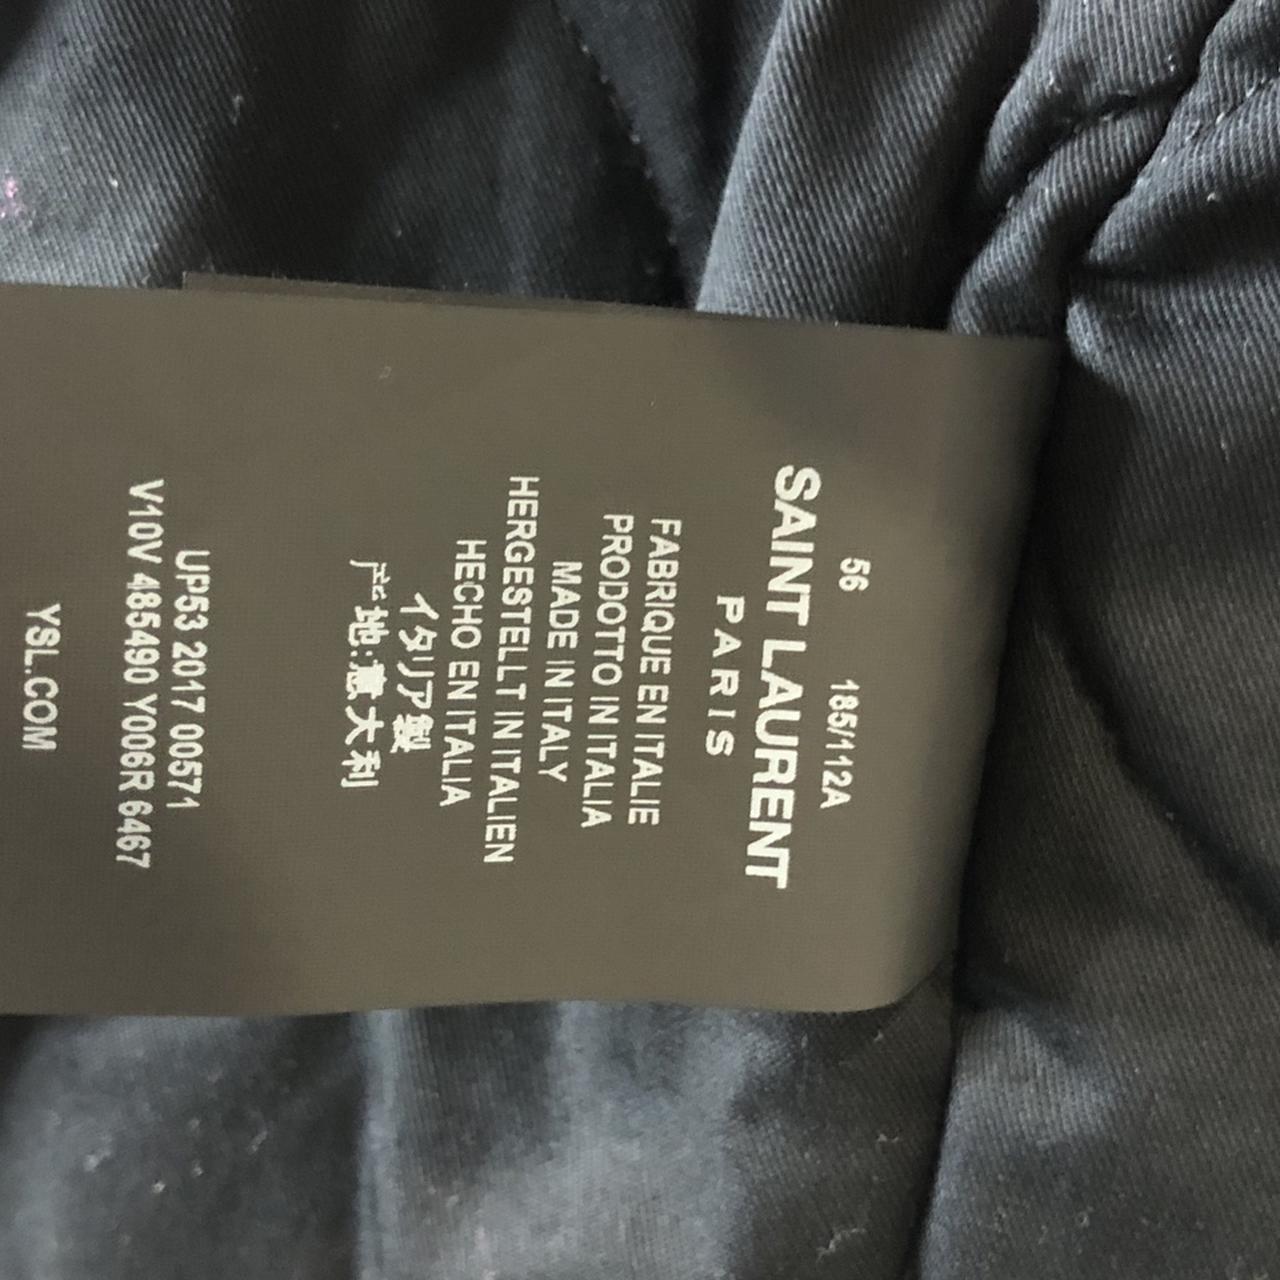 56 185/112A
SAINT LAURENT
PARIS
FABRIQUE EN ITALIE
PRODOTTO IN ITALIA
MADE IN ITALY
HERGESTELLT IN ITALIEN
HECHO EN ITALIA
イタリア製
产地:意大利
UP53 2017 00571
V10V 485490 Y006R 6467
YSL.COM